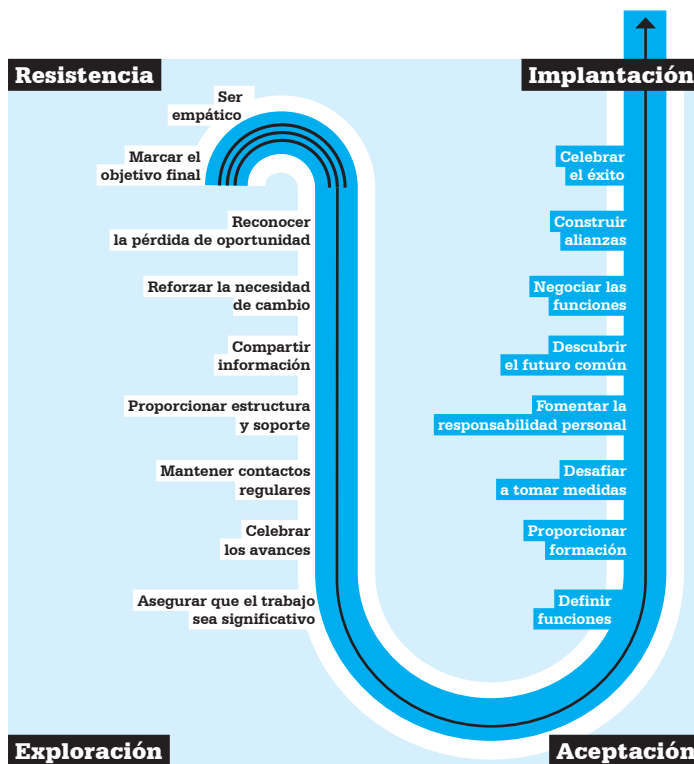 Resistencia
Implantación
Ser
empático
Marcar el
objetivo final
Reconocer
la pérdida de oportunidad
Reforzar la necesidad
de cambio
Compartir
información
Proporcionar estructura
y soporte
Mantener contactos
regulares
Celebrar
los avances
Asegurar que el trabajo
sea significativo
Celebrar
el éxito
Construir
alianzas
Negociar las
funciones
Descubrir
el futuro común
Fomentar la
responsabilidad personal
Desafiar
a tomar medidas
Proporcionar
formación
Definir
funciones
Exploración
Aceptación